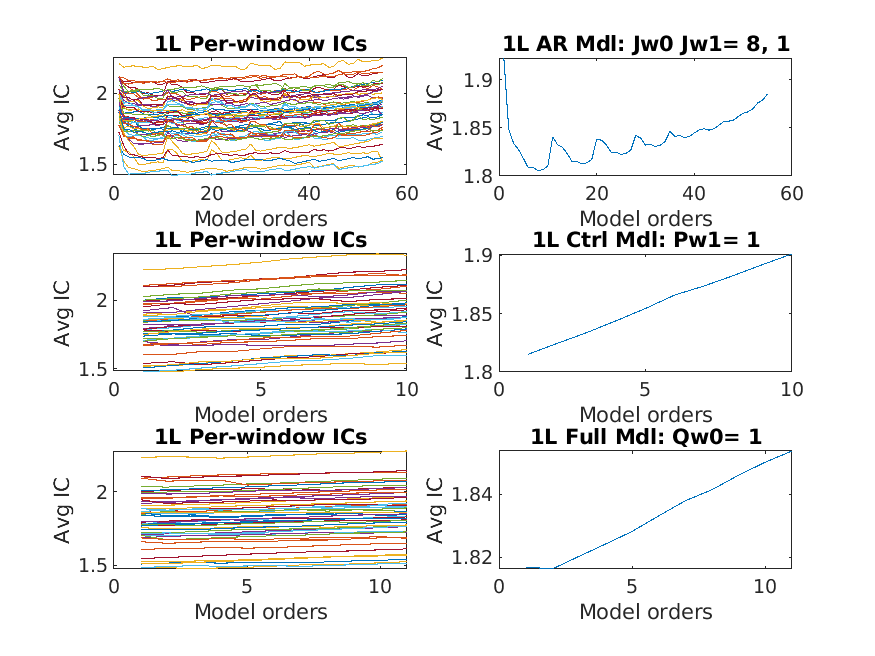 1L Per-window ICs
Avg IC
2
1.5
0 20 40 60
Model orders
1L AR Mdl: Jw0 Jw1= 8, 1
Avg IC
1.9
1.85
1.8
0 20 40 60
Model orders
1L Per-window ICs
Avg IC
2
1.5
0 5 10
Model orders
1L Ctrl Mdl: Pw1= 1
Avg IC
1.9
1.85
1.8
0 5 10
Model orders
1L Per-window ICs
Avg IC
2
1.5
0 5 10
Model orders
1L Full Mdl: Qw0= 1
Avg IC
1.84
1.82
0 5 10
Model orders